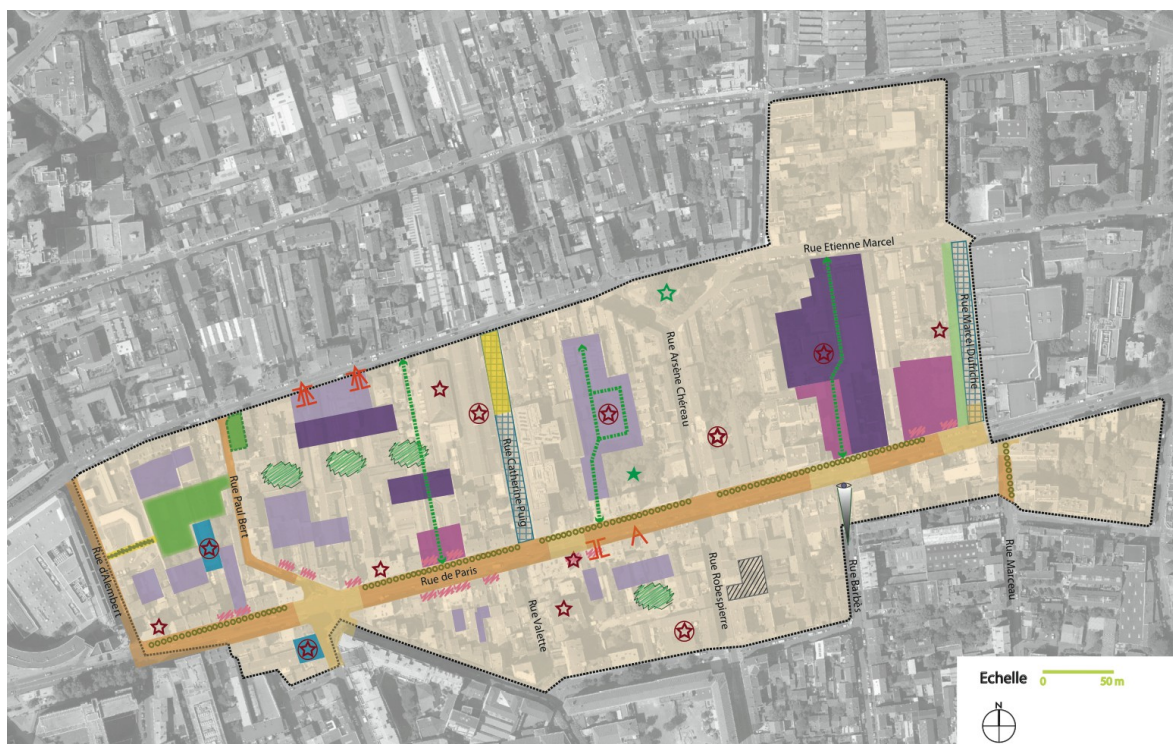 Rue Etienne Marcel
Rue Marcel Dufriche
Rue Arsène Chéreau
Rue Catherine Puig
Rue Paul Bert
Rue d'Alembert
Rue de Paris
Rue Valette
Rue Robespierre
Rue Barbès
Rue Marceau
Echelle 0 50 m
N